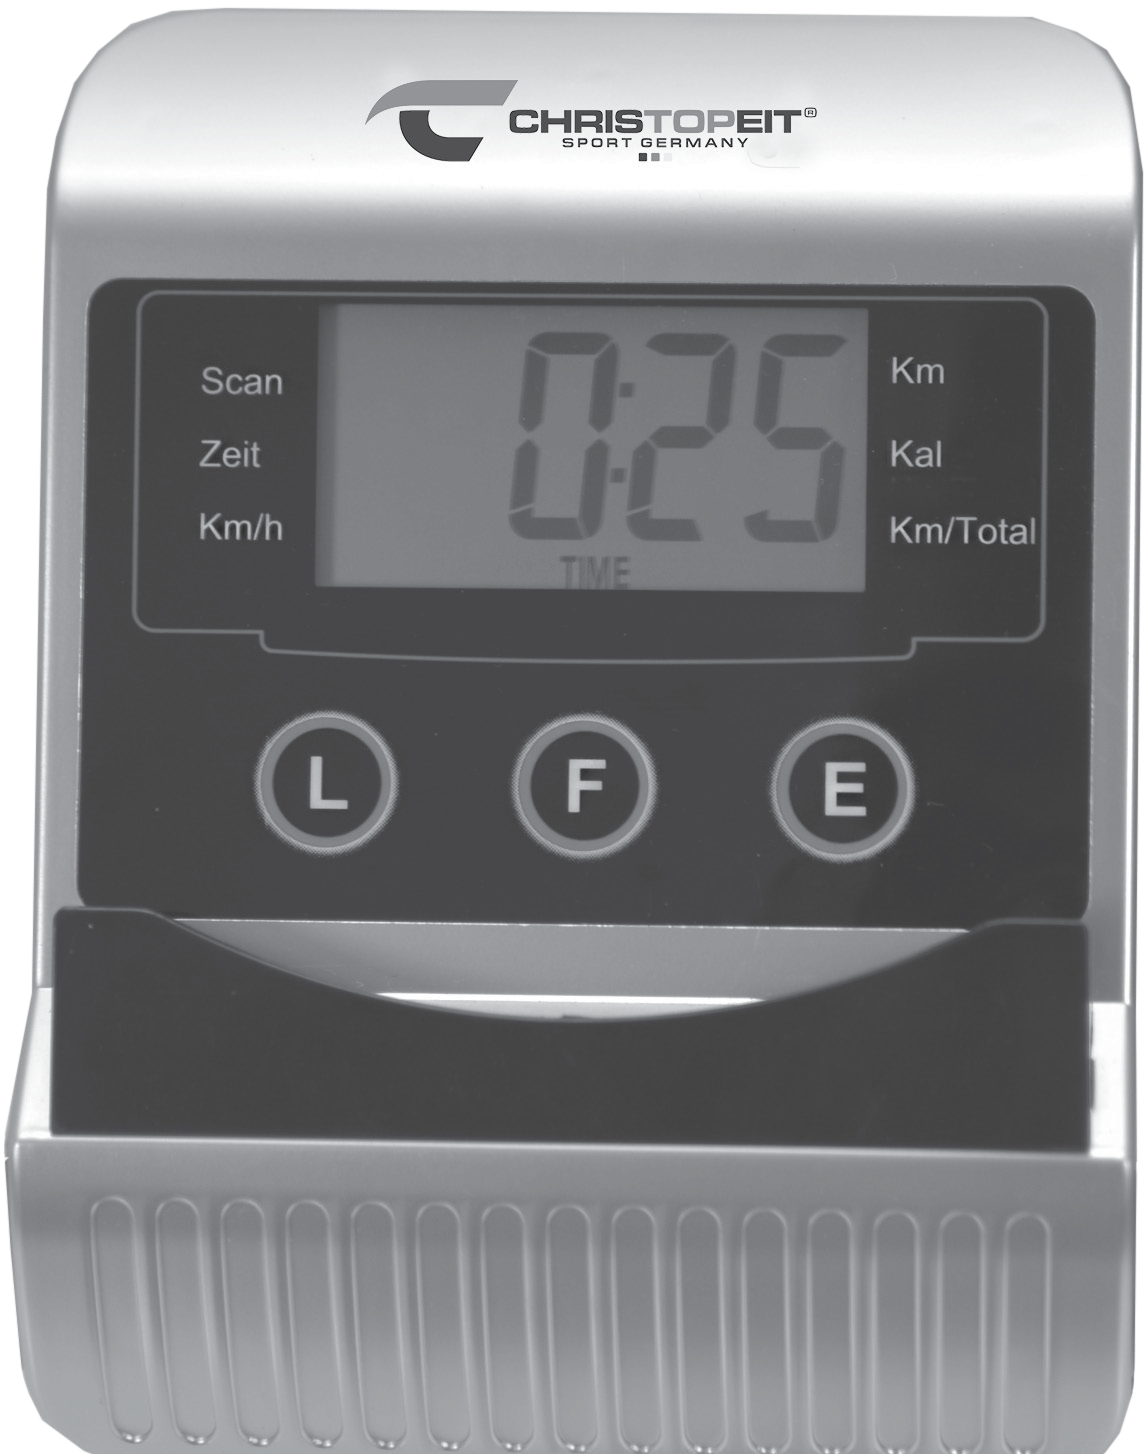 CHRISTOPEIT®
SPORT GERMANY
Scan
Zeit
Km/h
0:25
TIME
Km
Kal
Km/Total
L F E